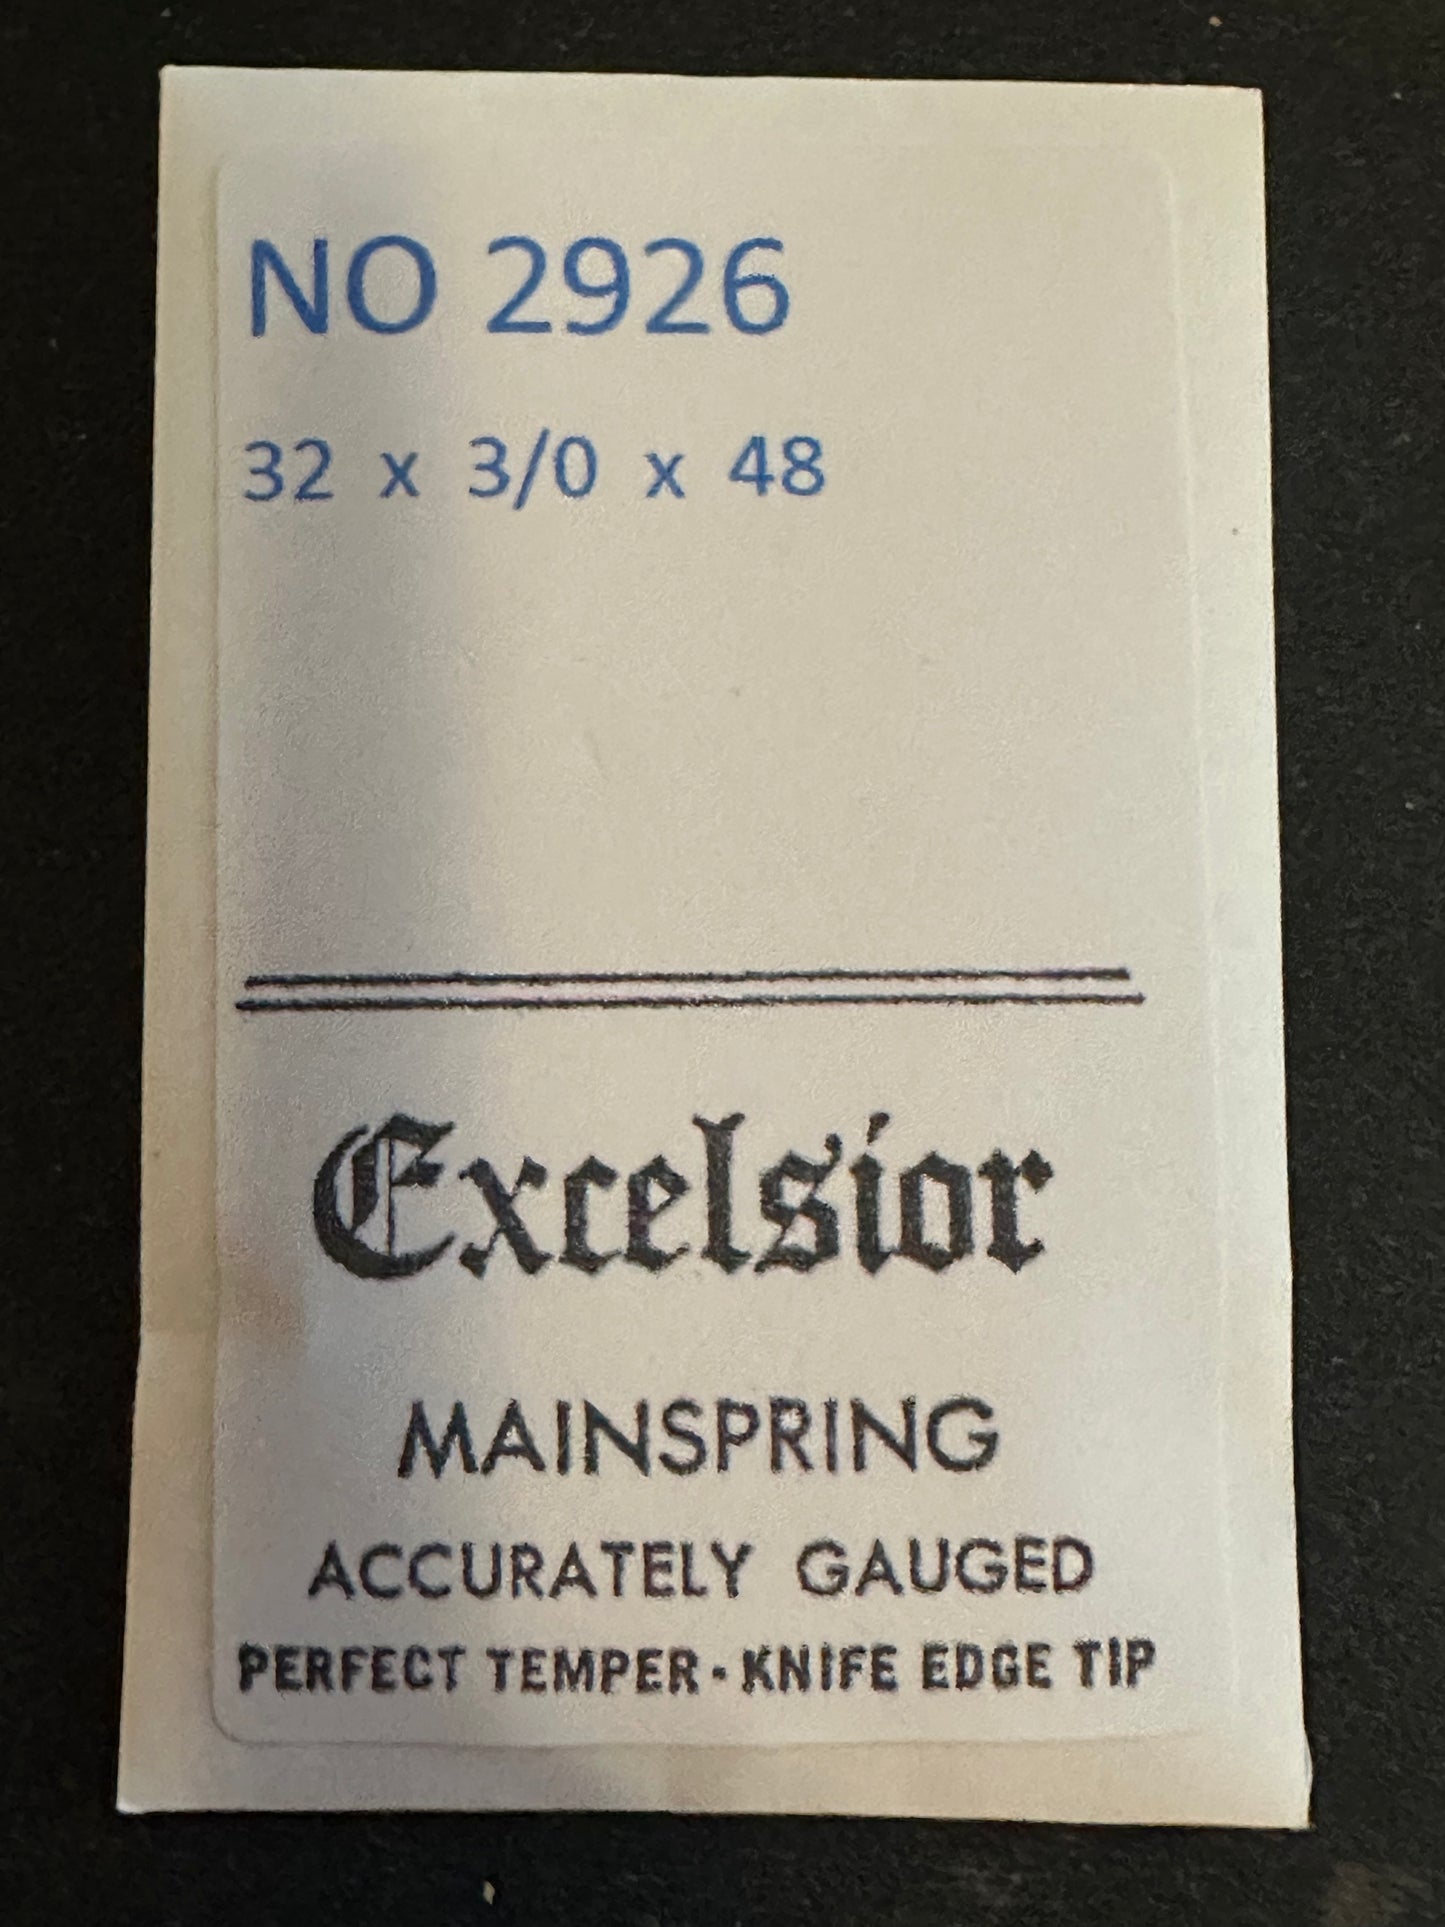 NO 2926
32 x 3/0 x 48
Excelsior
MAINSPRING
ACCURATELY GAUGED
PERFECT TEMPER · KNIFE EDGE TIP